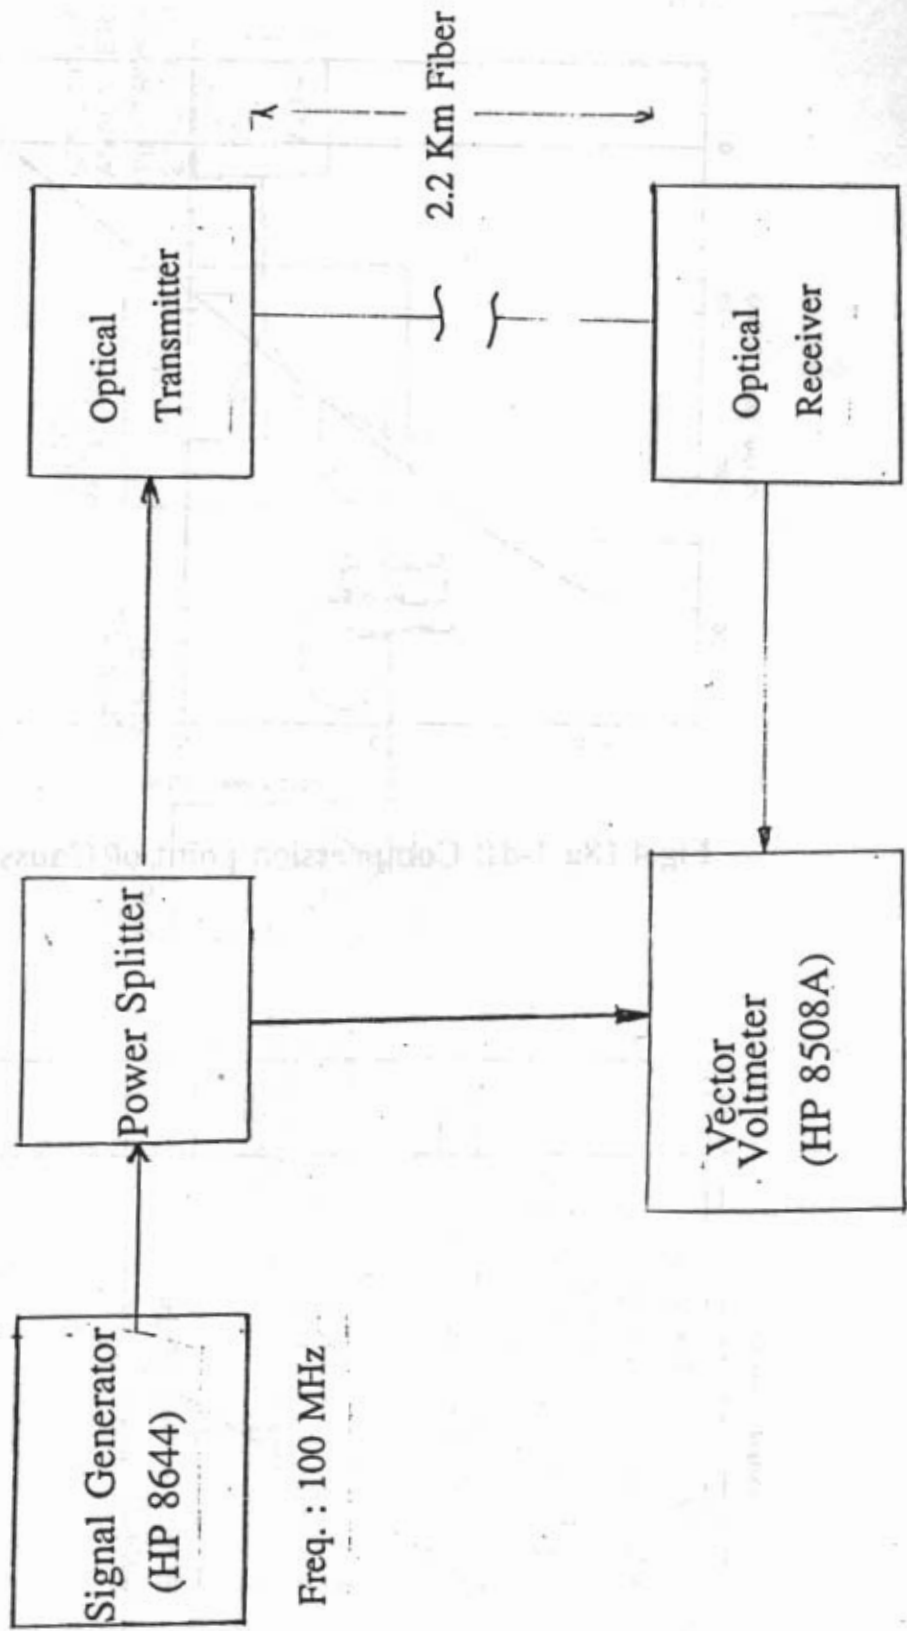 Signal Generator
(HP 8644)
Freq. : 100 MHz
Power Splitter
Optical
Transmitter
2.2 Km Fiber
Optical
Receiver
Vector
Voltmeter
(HP 8508A)